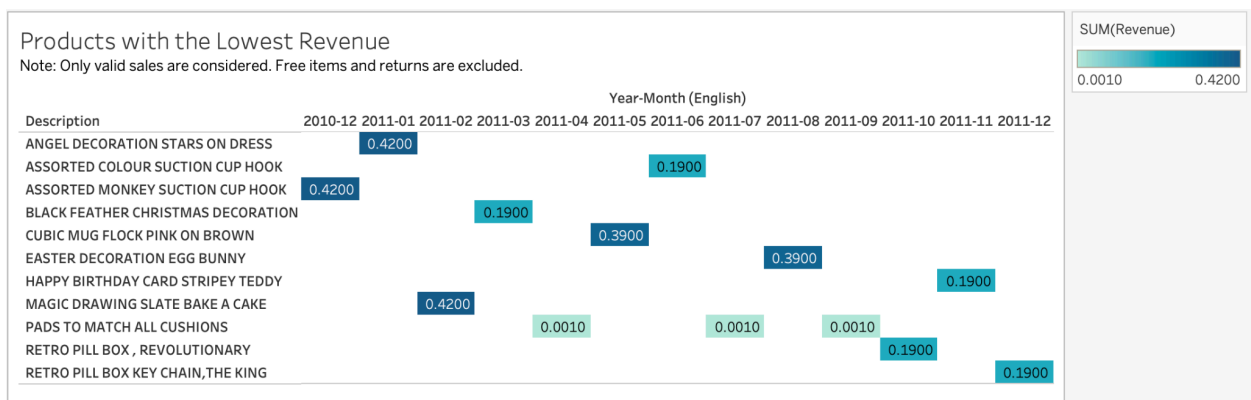 Products with the Lowest Revenue
Note: Only valid sales are considered. Free items and returns are excluded.
Year-Month (English)
Description 2010-12 2011-01 2011-02 2011-03 2011-04 2011-05 2011-06 2011-07 2011-08 2011-09 2011-10 2011-11 2011-12
ANGEL DECORATION STARS ON DRESS 0.4200
ASSORTED COLOUR SUCTION CUP HOOK 0.1900
ASSORTED MONKEY SUCTION CUP HOOK 0.4200
BLACK FEATHER CHRISTMAS DECORATION 0.1900
CUBIC MUG FLOCK PINK ON BROWN 0.3900
EASTER DECORATION EGG BUNNY 0.3900
HAPPY BIRTHDAY CARD STRIPEY TEDDY 0.1900
MAGIC DRAWING SLATE BAKE A CAKE 0.4200
PADS TO MATCH ALL CUSHIONS 0.0010 0.0010 0.0010
RETRO PILL BOX , REVOLUTIONARY 0.1900
RETRO PILL BOX KEY CHAIN,THE KING 0.1900
SUM(Revenue)
0.0010 0.4200